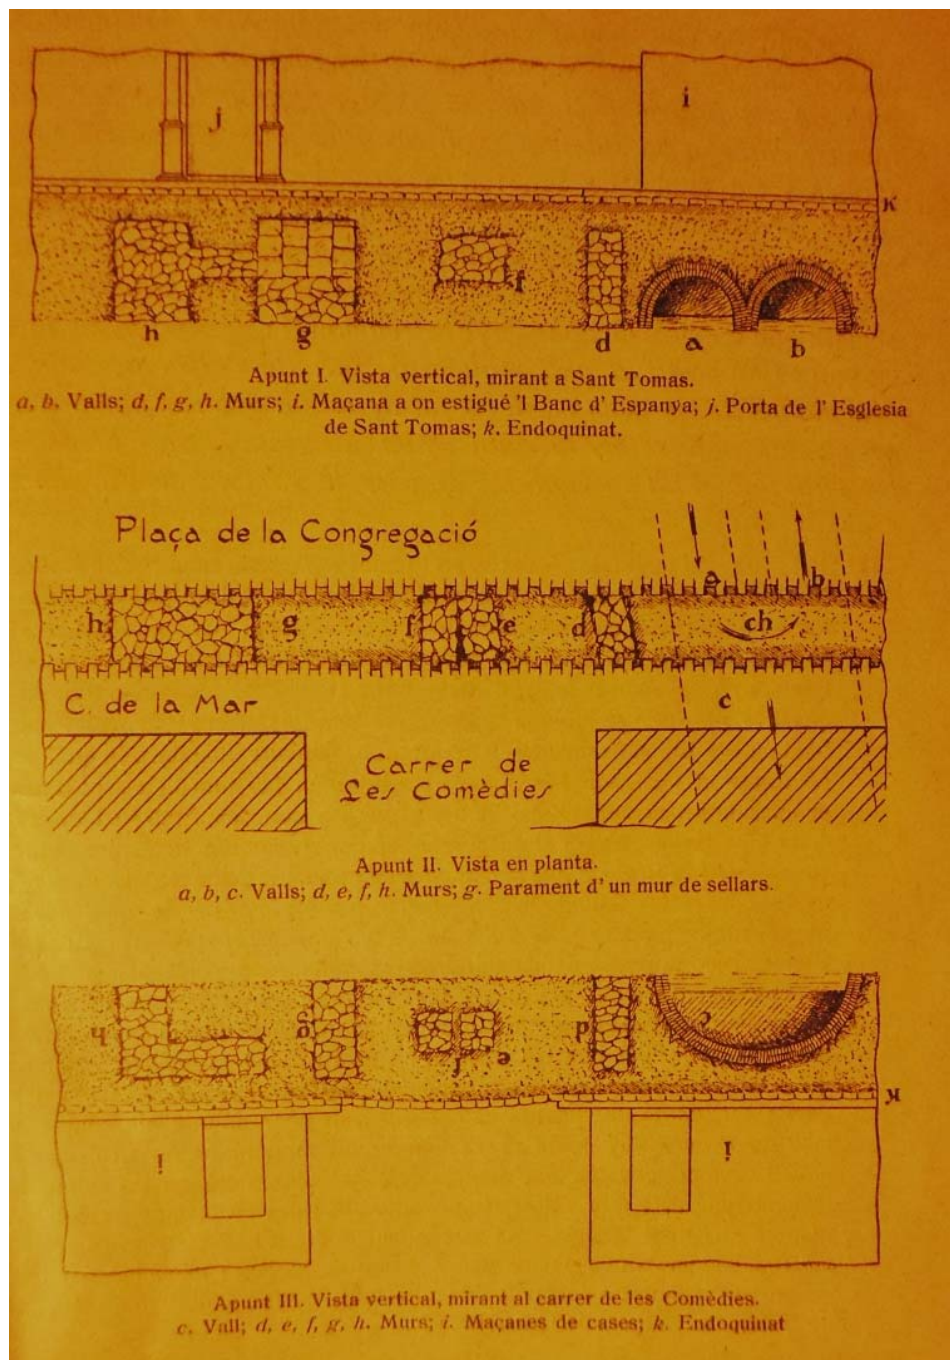 j
i
k
h
g
f
d
a
b
Apunt I. Vista vertical, mirant a Sant Tomas.
a, b. Valls; d, f, g, h. Murs; i. Maçana a on estigué 'l Banc d' Espanya; j. Porta de l' Esglesia
de Sant Tomas; k. Endoquinat.
Plaça de la Congregació
a
b
h
g
f
e
d
ch
C. de la Mar
c
Carrer de
Les Comèdies
Apunt II. Vista en planta.
a, b, c. Valls; d, e, f, h. Murs; g. Parament d' un mur de sellars.
h
g
f
e
d
c
k
i
i
Apunt III. Vista vertical, mirant al carrer de les Comèdies.
c. Vall; d, e, f, g, h. Murs; i. Maçanes de cases; k. Endoquinat